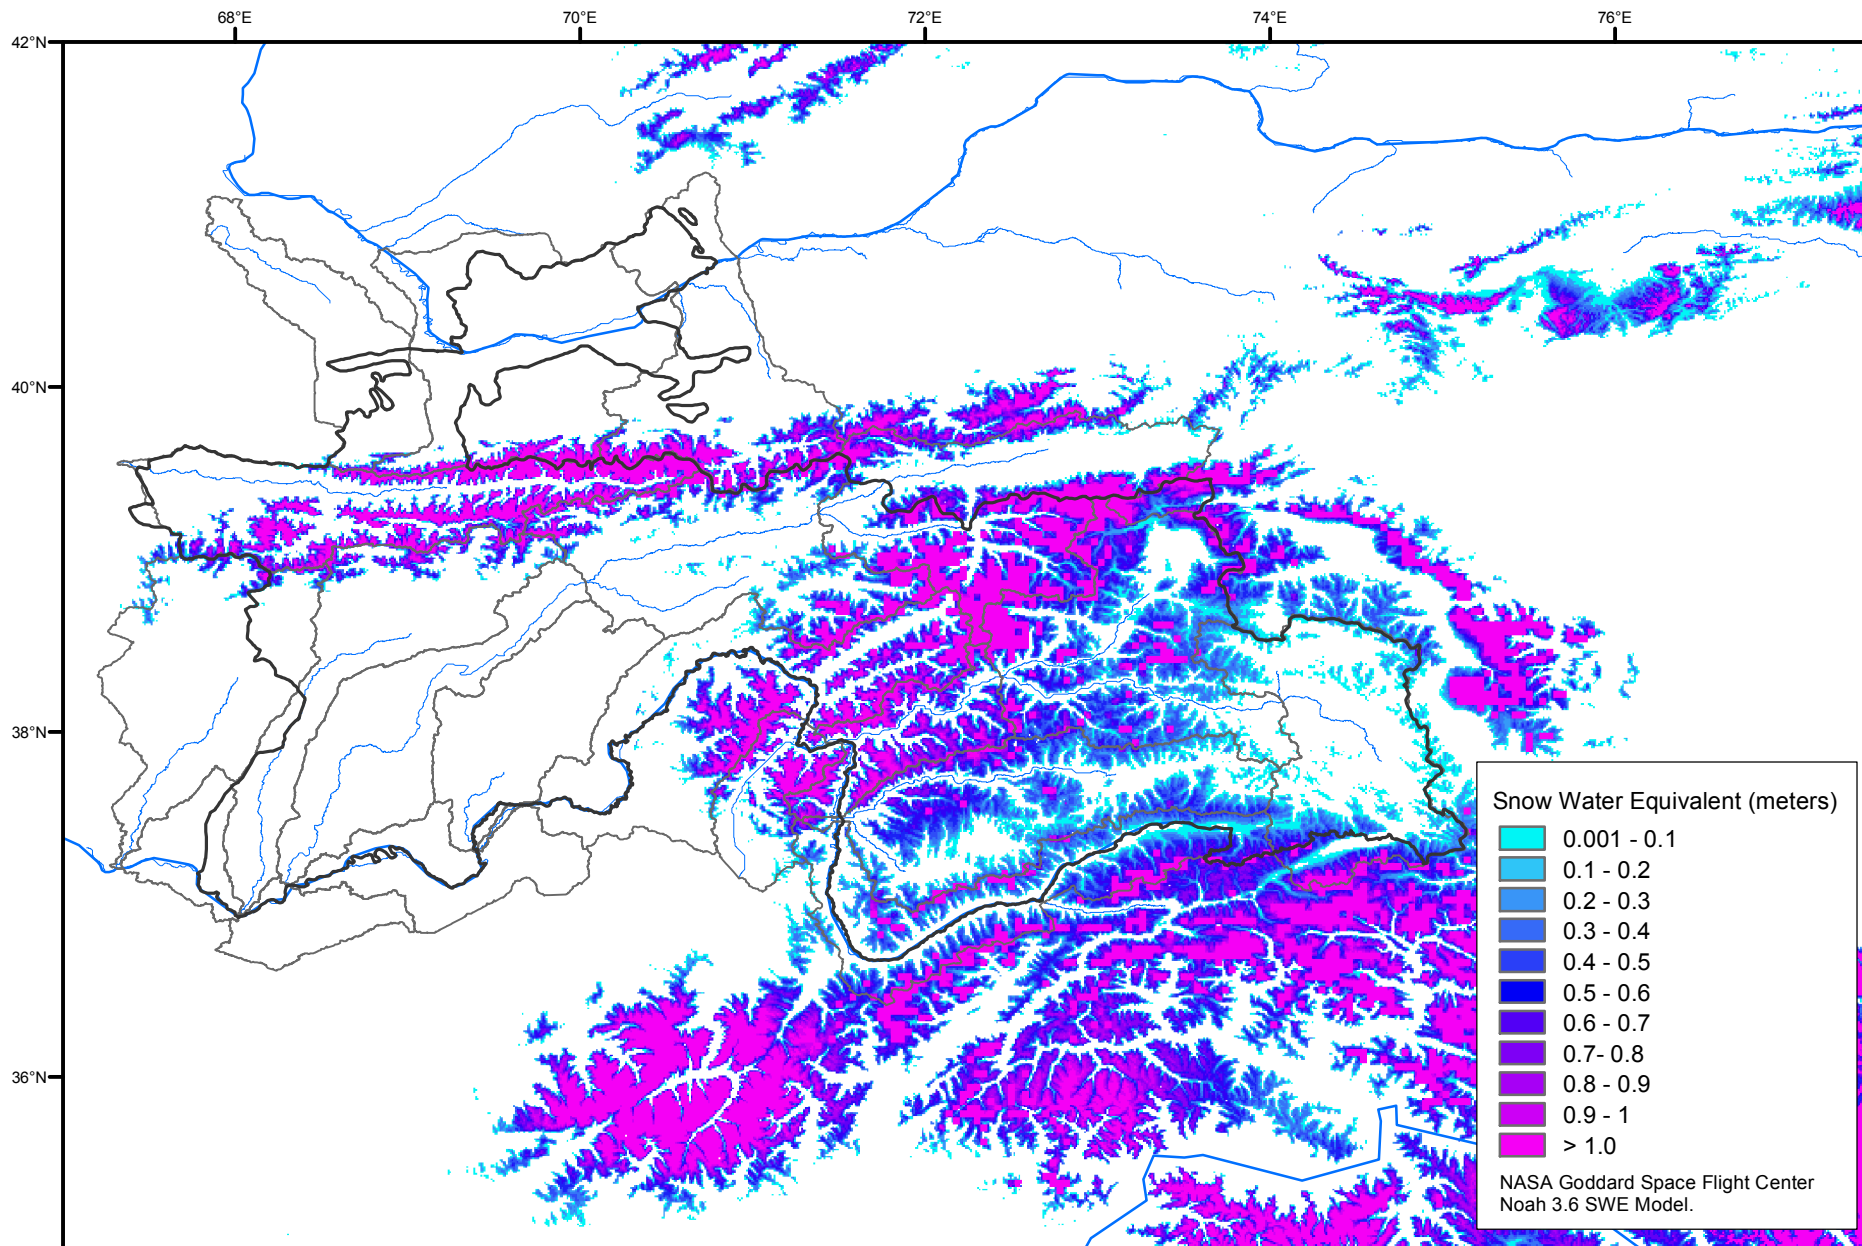 68°E
70°E
72°E
74°E
76°E
42°N
40°N
38°N
36°N
Snow Water Equivalent (meters)
0.001 - 0.1
0.1 - 0.2
0.2 - 0.3
0.3 - 0.4
0.4 - 0.5
0.5 - 0.6
0.6 - 0.7
0.7- 0.8
0.8 - 0.9
0.9 - 1
> 1.0
NASA Goddard Space Flight Center
Noah 3.6 SWE Model.